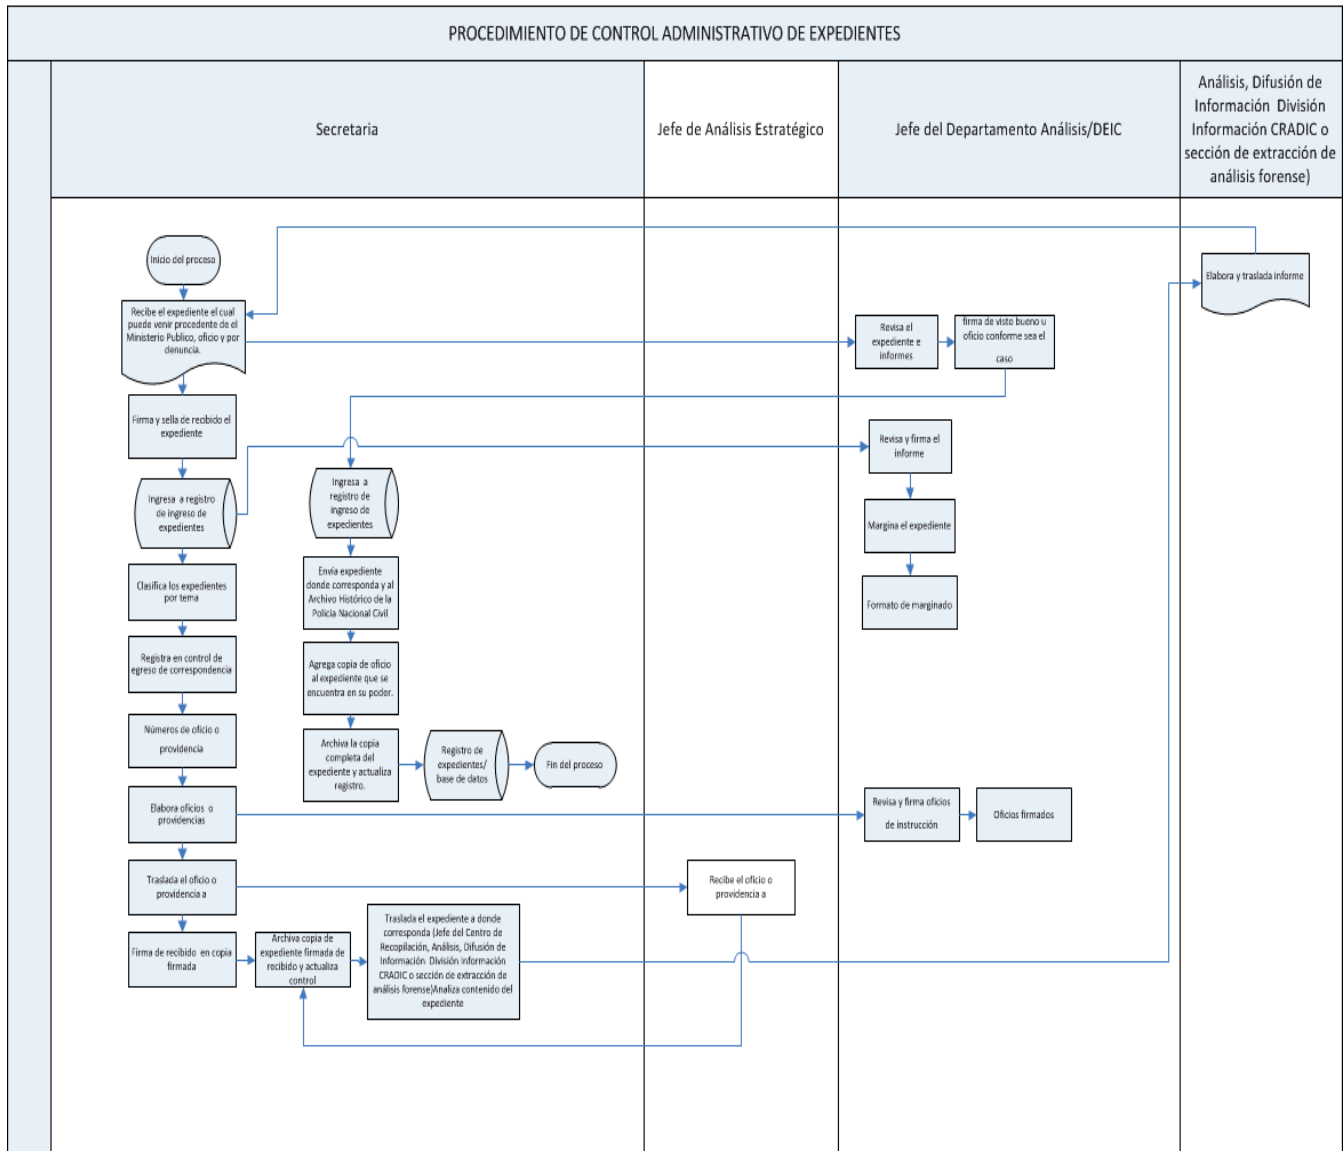 PROCEDIMIENTO DE CONTROL ADMINISTRATIVO DE EXPEDIENTES
Secretaria
Jefe de Análisis Estratégico
Jefe del Departamento Análisis/DEIC
Análisis, Difusión de
Información División
Información CRADIC o
sección de extracción de
análisis forense)
Inicio del proceso
Recibe el expediente el cual
puede venir procedente de el
Ministerio Publico, oficio y por
denuncia.
Firma y sella de recibido el
expediente
Ingresa a registro
de ingreso de
expedientes
Clasifica los expedientes
por tema
Registra en control de
egreso de correspondencia
Números de oficio o
providencia
Elabora oficios o
providencias
Traslada el oficio o
providencia a
Firma de recibido en copia
firmada
Archiva copia de
expediente firmada de
recibido y actualiza
control
Traslada el expediente a donde
corresponda (Jefe del Centro de
Recopilación, Análisis, Difusión de
Información División Información
CRADIC o sección de extracción de
análisis forense)Analiza contenido del
expediente
Ingresa a
registro de
ingreso de
expedientes
Envía expediente
donde corresponda y al
Archivo Histórico de la
Policía Nacional Civil
Agrega copia de oficio
al expediente que se
encuentra en su poder.
Archiva la copia
completa del
expediente y actualiza
registro.
Registro de
expedientes/
base de datos
Fin del proceso
Recibe el oficio o
providencia a
Revisa el
expediente e
informes
firma de visto bueno u
oficio conforme sea el
caso
Revisa y firma el
informe
Margina el expediente
Formato de marginado
Revisa y firma oficios
de instrucción
Oficios firmados
Elabora y traslada informe